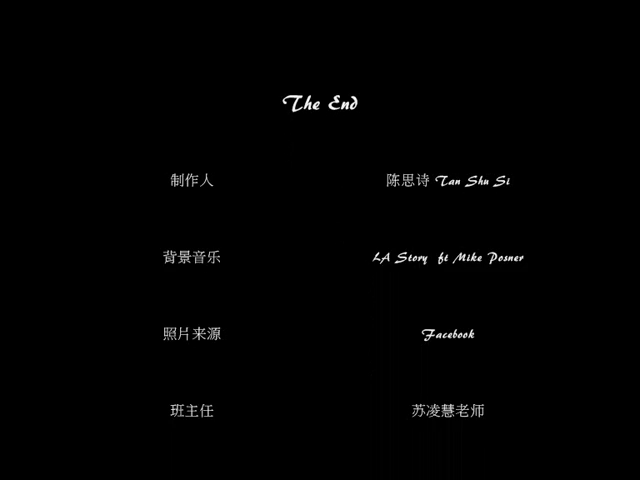 The End
制作人 陈思诗 Tan Shu Si
背景音乐 LA Story ft Mike Posner
照片来源 Facebook
班主任 苏凌慧老师